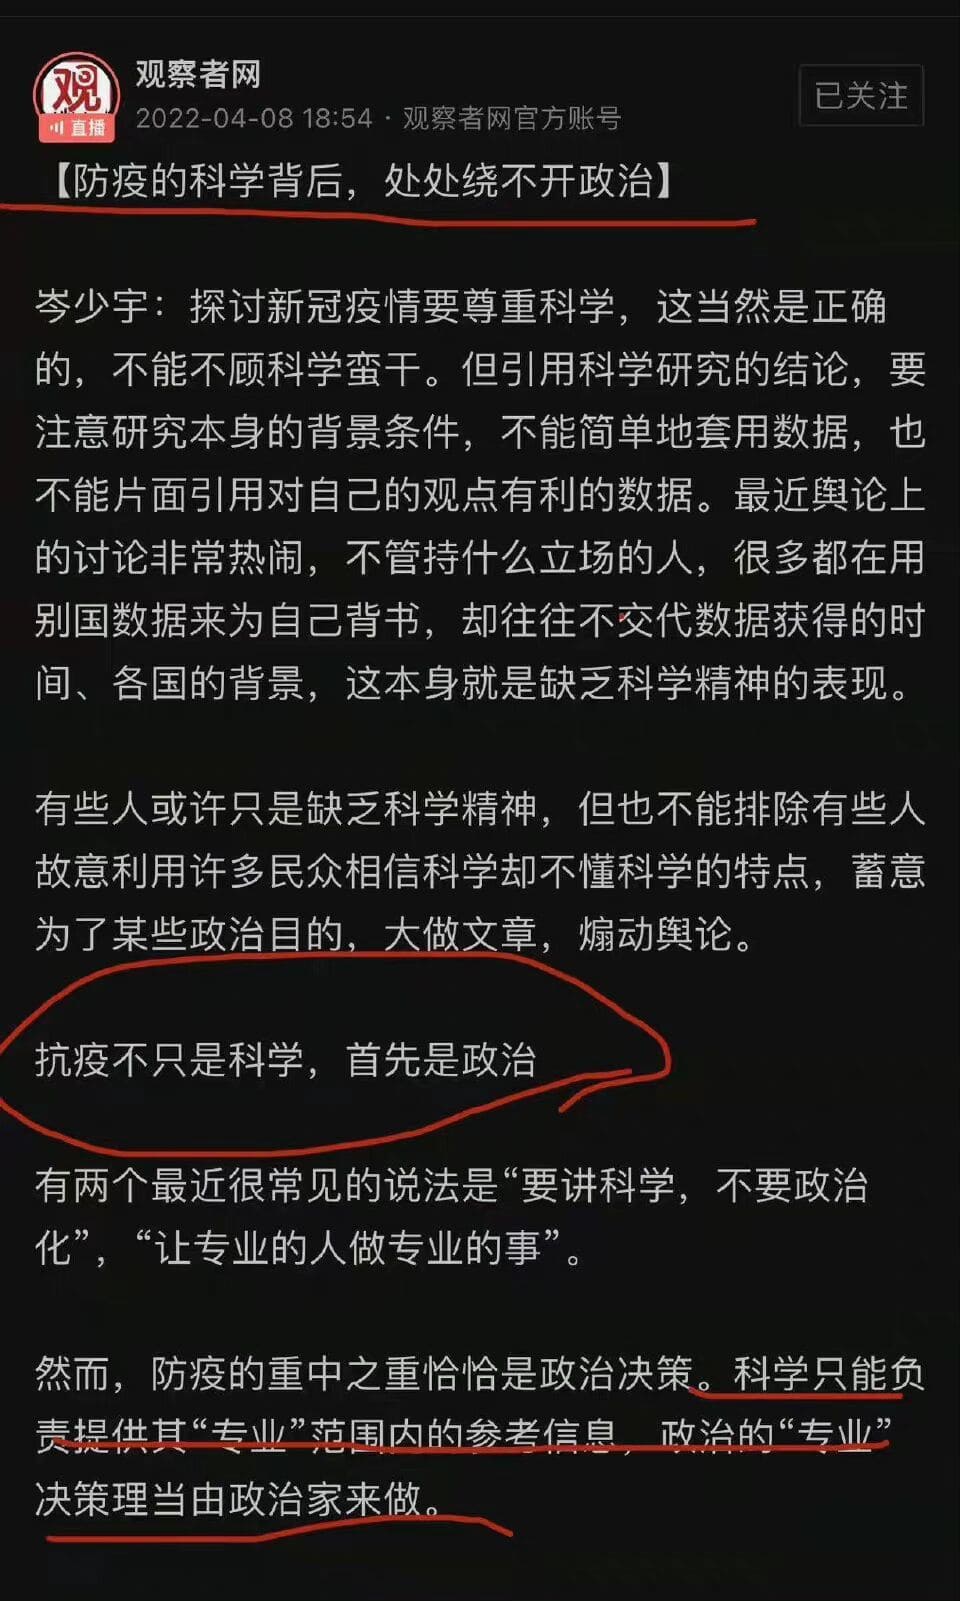 观察者网
已关注
观
直播
2022-04-08 18:54 · 观察者网官方账号
【防疫的科学背后，处处绕不开政治】
岑少宇：探讨新冠疫情要尊重科学，这当然是正确
的，不能不顾科学蛮干。但引用科学研究的结论，要
注意研究本身的背景条件，不能简单地套用数据，也
不能片面引用对自己的观点有利的数据。最近舆论上
的讨论非常热闹，不管持什么立场的人，很多都在用
别国数据来为自己背书，却往往不交代数据获得的时
间、各国的背景，这本身就是缺乏科学精神的表现。
有些人或许只是缺乏科学精神，但也不能排除有些人
故意利用许多民众相信科学却不懂科学的特点，蓄意
为了某些政治目的，大做文章，煽动舆论。
抗疫不只是科学，首先是政治
有两个最近很常见的说法是“要讲科学，不要政治
化”，“让专业的人做专业的事”。
然而，防疫的重中之重恰恰是政治决策。科学只能负
责提供其“专业”范围内的参考信息，政治的“专业”
决策理当由政治家来做。